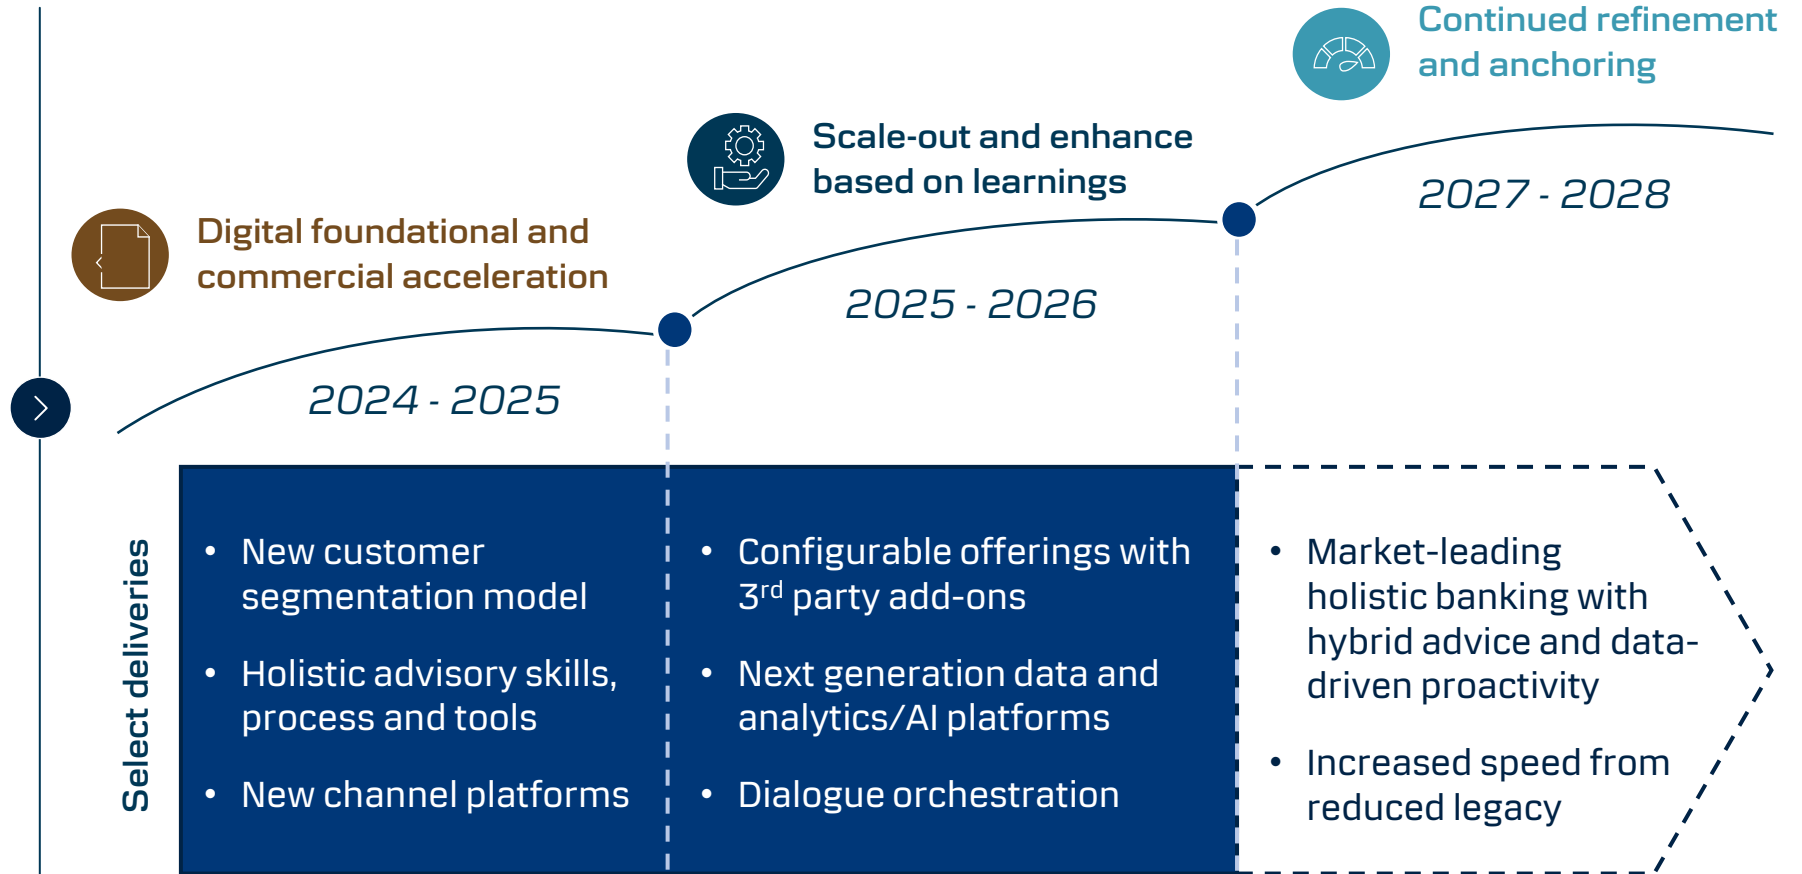 Continued refinement
and anchoring
2027 - 2028
Scale-out and enhance
based on learnings
2025 - 2026
Digital foundational and
commercial acceleration
2024 - 2025
Select deliveries
• New customer
segmentation model
• Holistic advisory skills,
process and tools
• New channel platforms
• Configurable offerings with
3rd party add-ons
• Next generation data and
analytics/AI platforms
• Dialogue orchestration
• Market-leading
holistic banking with
hybrid advice and data-
driven proactivity
• Increased speed from
reduced legacy